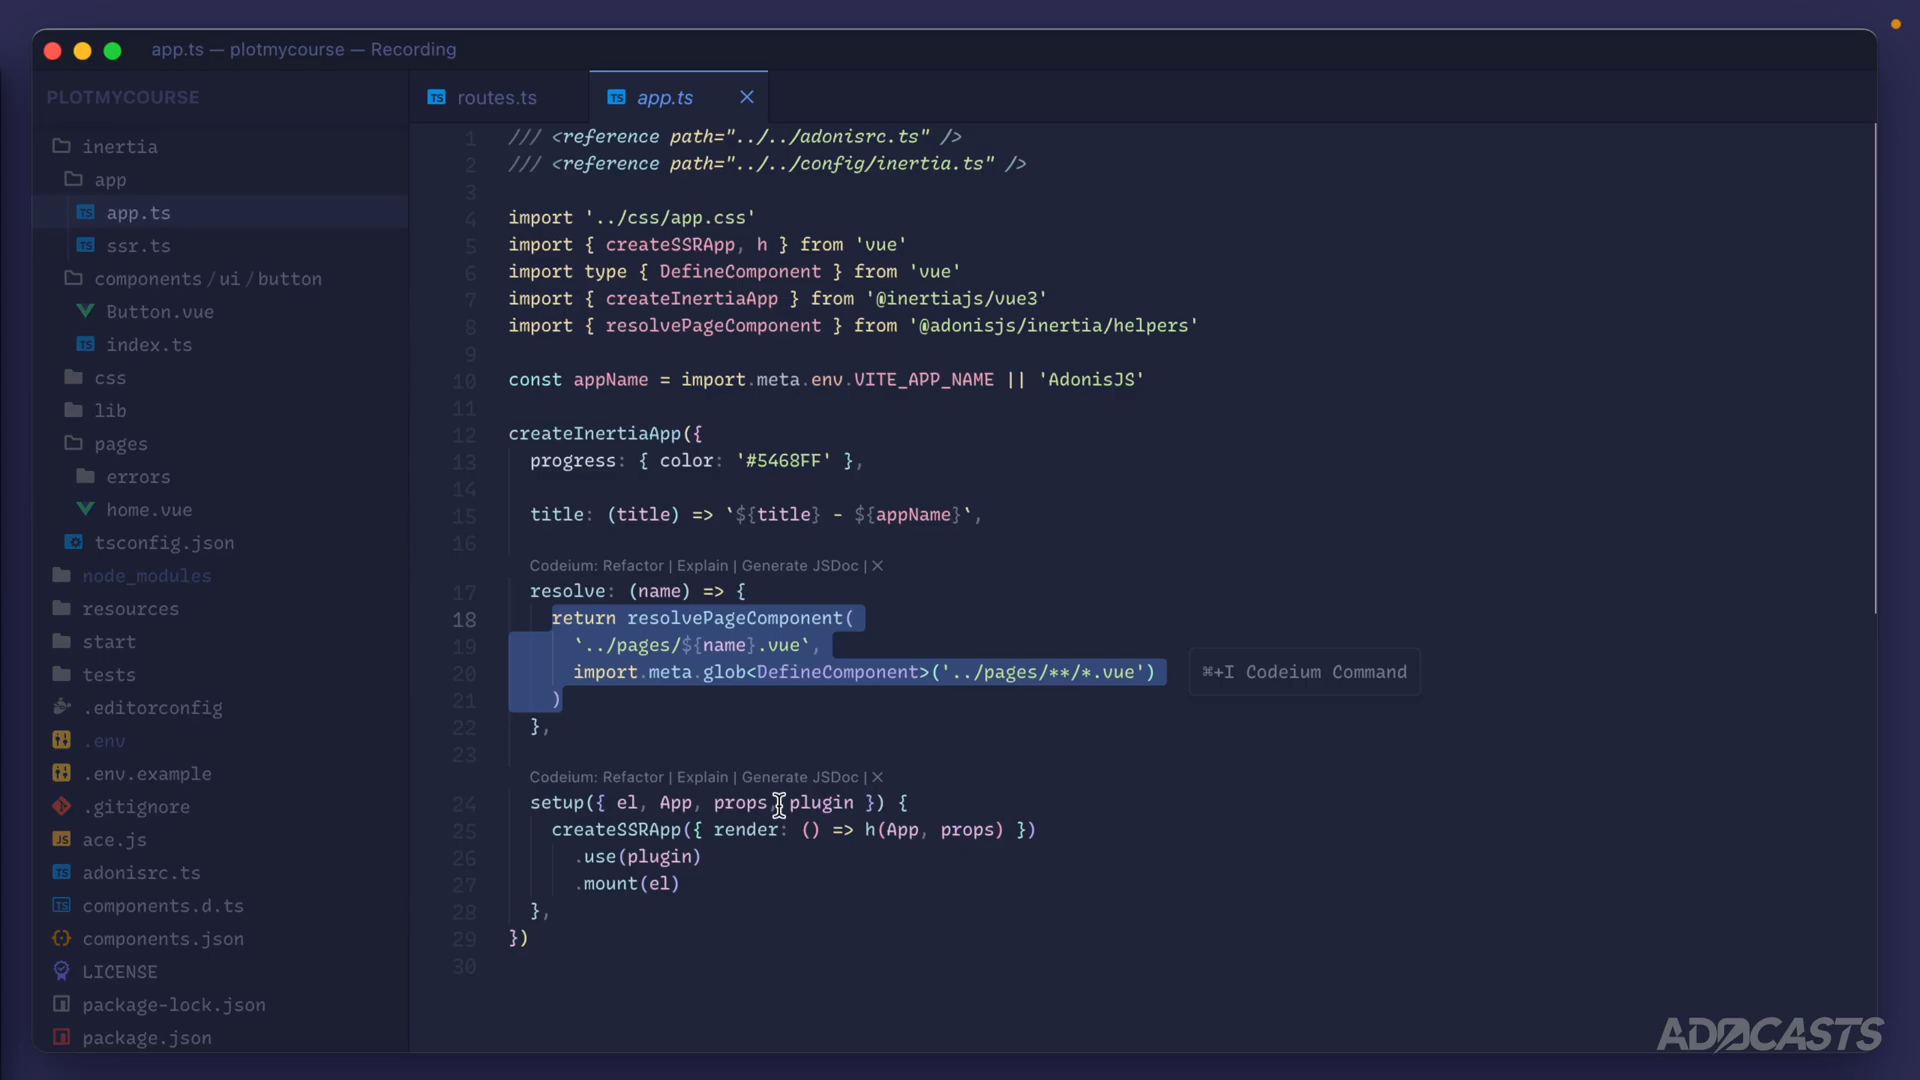 app.ts — plotmycourse — Recording
PLOTMYCOURSE
inertia
app
app.ts
ssr.ts
components / ui / button
Button.vue
index.ts
css
lib
pages
errors
home.vue
tsconfig.json
node_modules
resources
start
tests
.editorconfig
.env
.env.example
.gitignore
ace.js
adonisrc.ts
components.d.ts
components.json
LICENSE
package-lock.json
package.json
TS routes.ts
TS app.ts
1 /// <reference path="../../adonisrc.ts" />
2 /// <reference path="../../config/inertia.ts" />
3
4 import '../css/app.css'
5 import { createSSRApp, h } from 'vue'
6 import type { DefineComponent } from 'vue'
7 import { createInertiaApp } from '@inertiajs/vue3'
8 import { resolvePageComponent } from '@adonisjs/inertia/helpers'
9
10 const appName = import.meta.env.VITE_APP_NAME || 'AdonisJS'
11
12 createInertiaApp({
13 progress: { color: '#5468FF' },
14
15 title: (title) => `${title} - ${appName}`,
16
Codeium: Refactor | Explain | Generate JSDoc | ✕
17 resolve: (name) => {
18 return resolvePageComponent(
19 `../pages/${name}.vue`,
20 import.meta.glob<DefineComponent>('../pages/**/*.vue')
⌘+I Codeium Command
21 )
22 },
23
Codeium: Refactor | Explain | Generate JSDoc | ✕
24 setup({ el, App, props, plugin }) {
25 createSSRApp({ render: () => h(App, props) })
26 .use(plugin)
27 .mount(el)
28 },
29 })
30
ADOCASTS